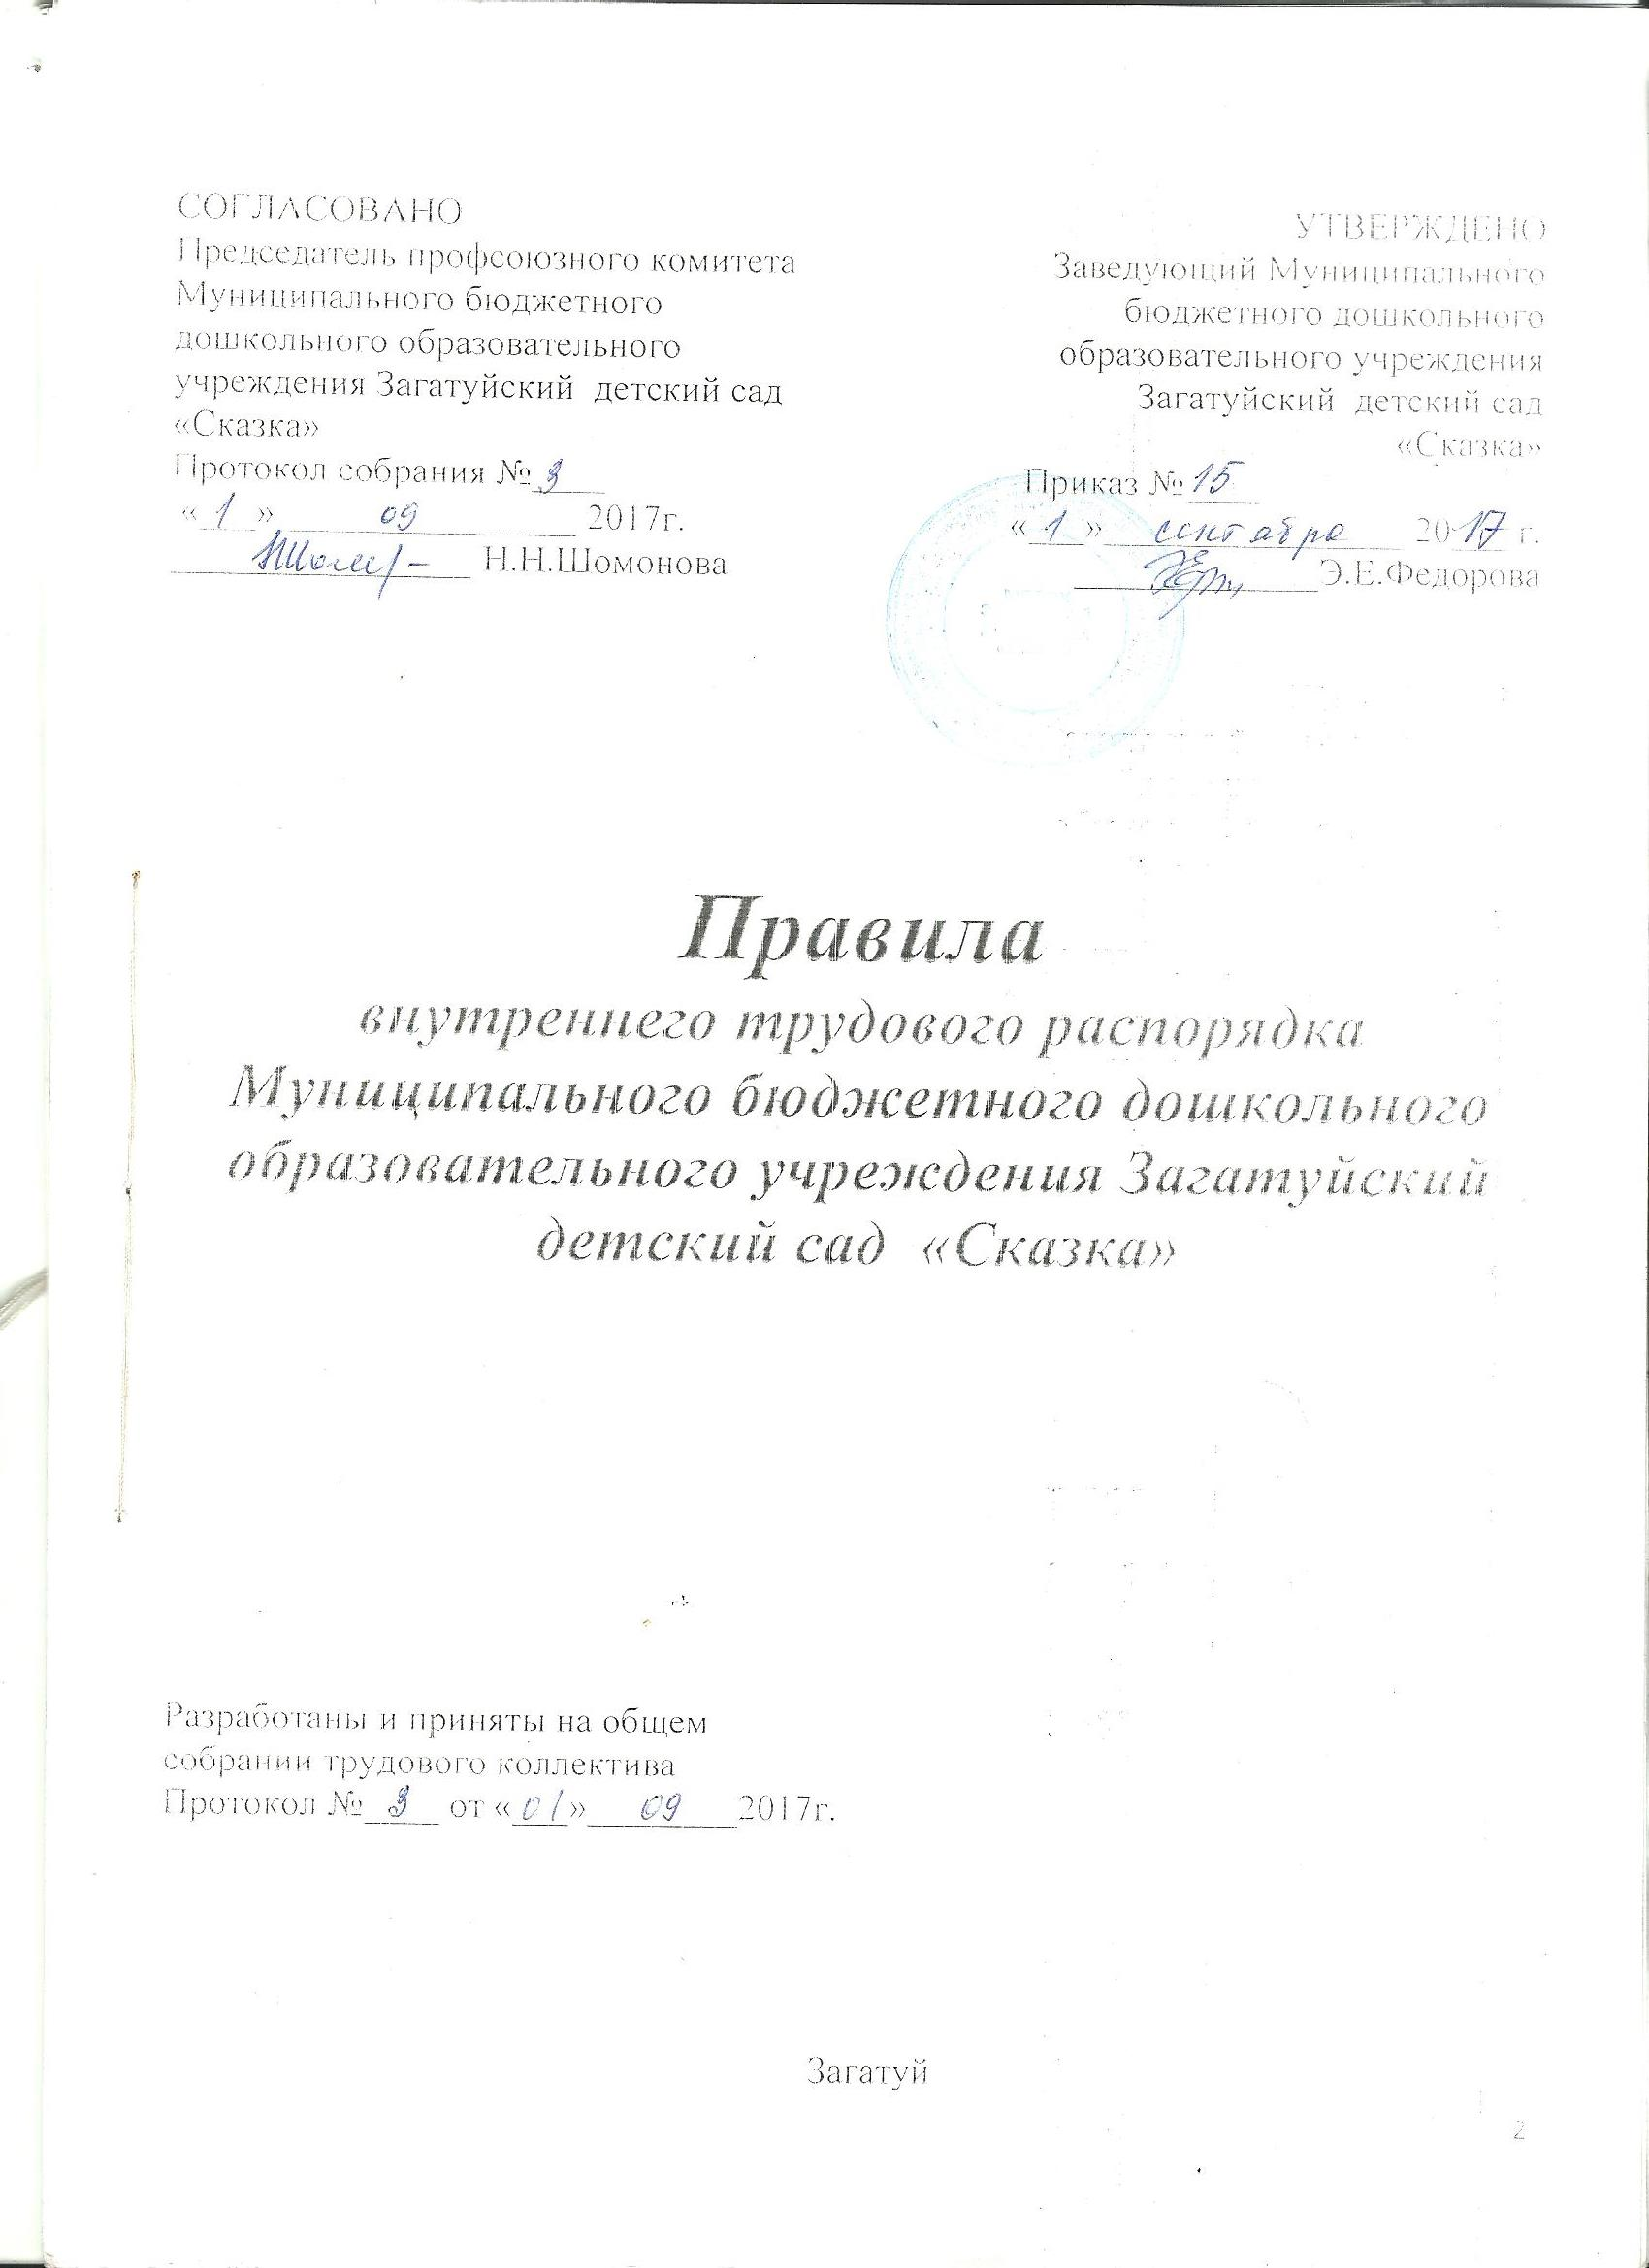 СОГЛАСОВАНО
Председатель профсоюзного комитета
Муниципального бюджетного
дошкольного образовательного
учреждения Загатуйский детский сад
«Сказка»
Протокол собрания № 3
« 1 » 09 2017г.
Н.Н.Шомонова
УТВЕРЖДЕНО
Заведующий Муниципального
бюджетного дошкольного
образовательного учреждения
Загатуйский детский сад
«Сказка»
Приказ № 15
« 1 » сентября 2017 г.
Э.Е.Федорова
Правила
внутреннего трудового распорядка
Муниципального бюджетного дошкольного
образовательного учреждения Загатуйский
детский сад «Сказка»
Разработаны и приняты на общем
собрании трудового коллектива
Протокол № 3 от «01» 09 2017г.
Загатуй
2